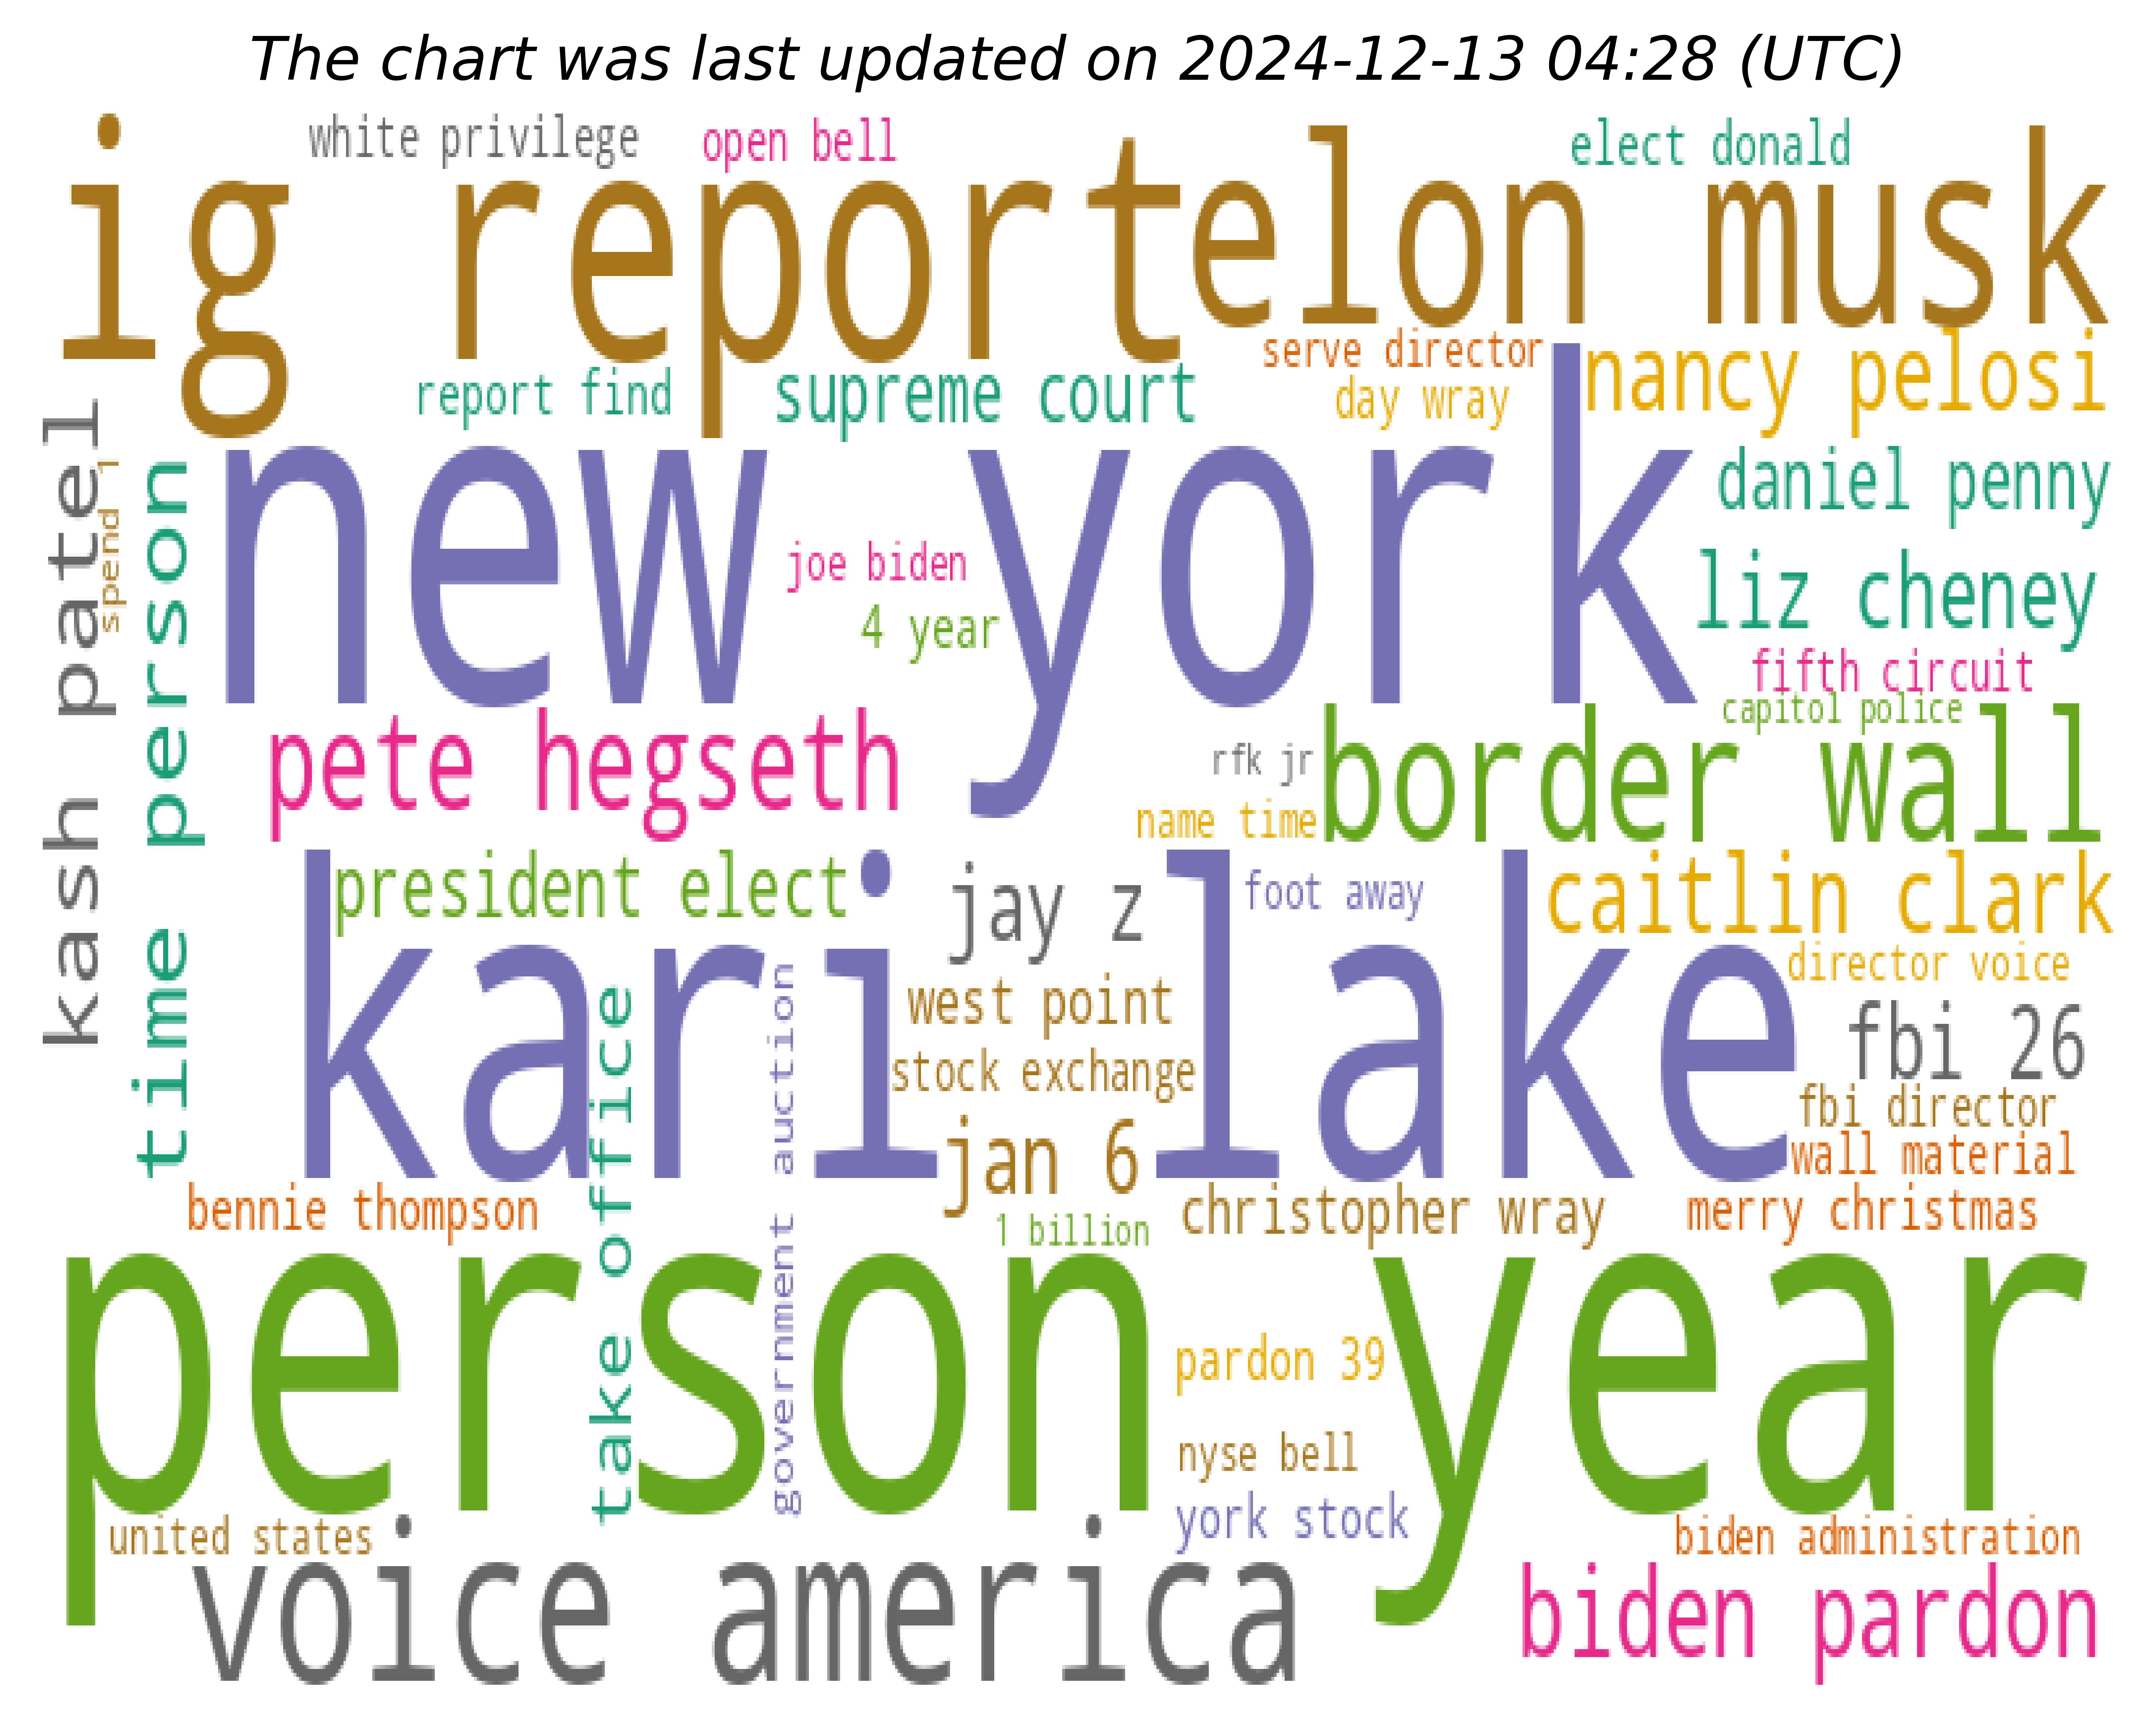 The chart was last updated on 2024-12-13 04:28 (UTC)
white privilege
open bell
elect donald
ig report
elon musk
serve director
nancy pelosi
report find
supreme court
day wray
kash patel
spend 1
time person
new york
daniel penny
joe biden
liz cheney
4 year
fifth circuit
capitol police
pete hegseth
rfk jr
border wall
name time
president elect
jay z
foot away
caitlin clark
kari lake
director voice
west point
fbi 26
stock exchange
fbi director
take office
government auction
jan 6
wall material
bennie thompson
1 billion
christopher wray
merry christmas
person year
pardon 39
nyse bell
york stock
united states
biden administration
voice america
biden pardon